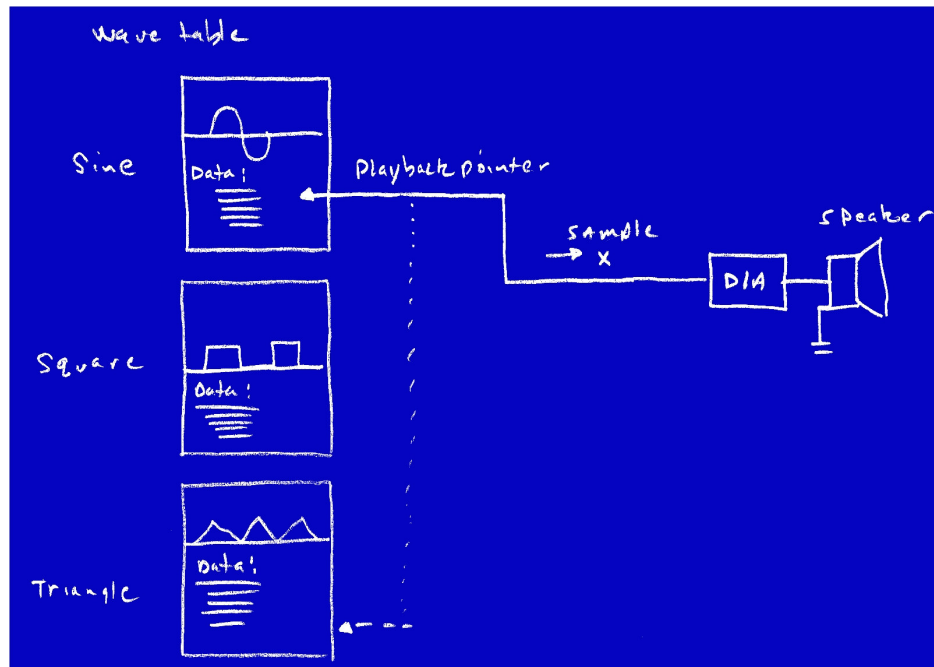 wave table
Sine
Data:
Playback pointer
SAmple
X
Speaker
D/A
Square
Data:
Triangle
Data: